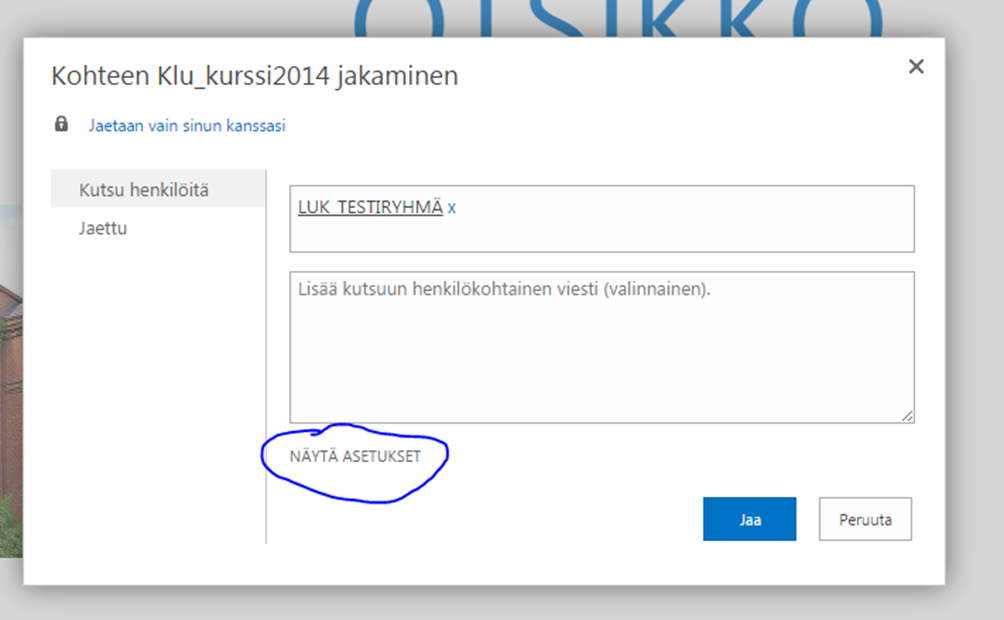 OTSIKKO
Kohteen Klu_kurssi2014 jakaminen
Jaetaan vain sinun kanssasi
Kutsu henkilöitä
Jaettu
LUK_TESTIRYHMÄ x
Lisää kutsuun henkilökohtainen viesti (valinnainen).
NÄYTÄ ASETUKSET
Jaa
Peruuta